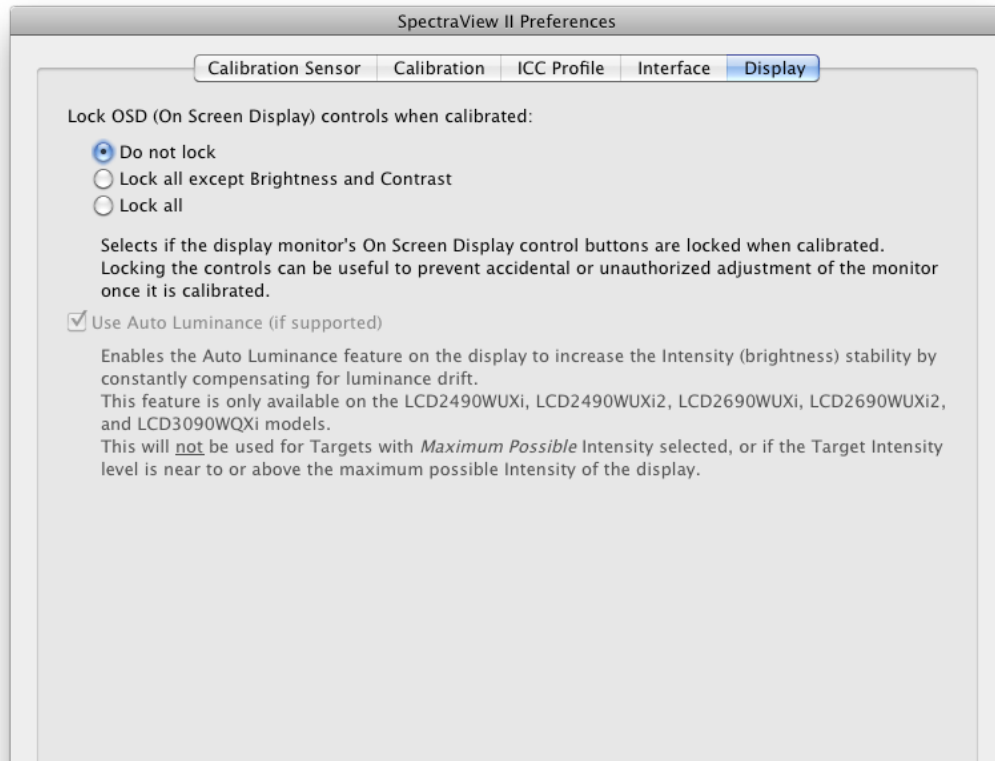 SpectraView II Preferences
Calibration Sensor Calibration ICC Profile Interface Display
Lock OSD (On Screen Display) controls when calibrated:
Do not lock
Lock all except Brightness and Contrast
Lock all
Selects if the display monitor's On Screen Display control buttons are locked when calibrated.
Locking the controls can be useful to prevent accidental or unauthorized adjustment of the monitor
once it is calibrated.
Use Auto Luminance (if supported)
Enables the Auto Luminance feature on the display to increase the Intensity (brightness) stability by
constantly compensating for luminance drift.
This feature is only available on the LCD2490WUXi, LCD2490WUXi2, LCD2690WUXi, LCD2690WUXi2,
and LCD3090WQXi models.
This will not be used for Targets with Maximum Possible Intensity selected, or if the Target Intensity
level is near to or above the maximum possible Intensity of the display.